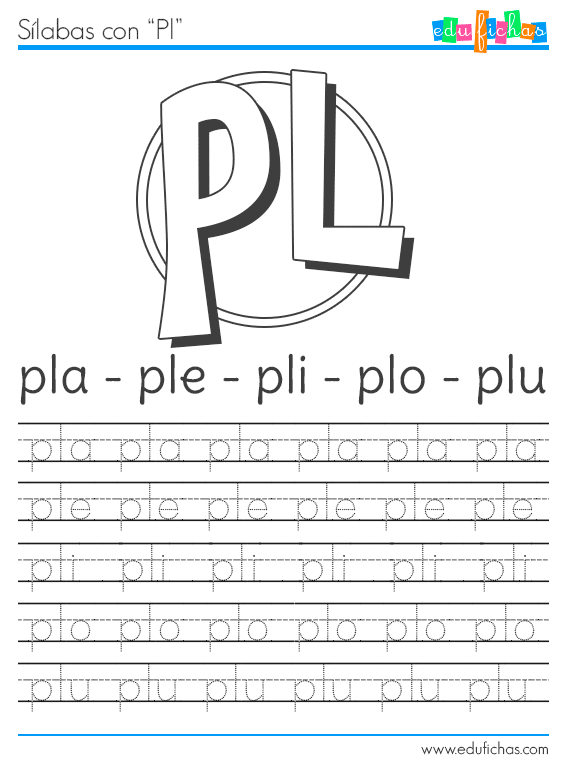 Sílabas con “Pl”
edufichas
PL
pla - ple - pli - plo - plu
pla pla pla pla pla pla
ple ple ple ple ple ple
pli pli pli pli pli pli
plo plo plo plo plo plo
plu plu plu plu plu plu
www.edufichas.com